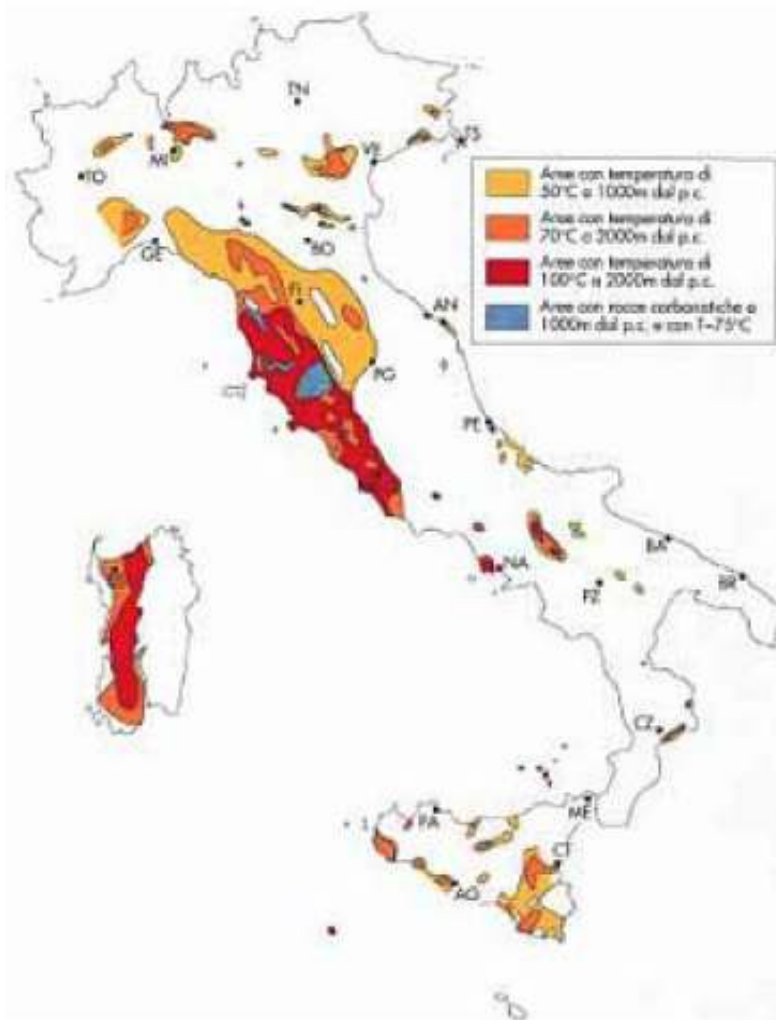 TN
TS
VE
MI
TO
Aree con temperatura di
50°C a 1000m dal p.c.
Aree con temperatura di
70°C a 2000m dal p.c.
Aree con temperatura di
100°C a 2000m dal p.c.
Aree con rocce carbonatiche a
1000m dal p.c. e con T~75°C
BO
GE
FI
AN
PG
PE
BA
NA
PZ
BR
CZ
ME
PA
CT
AG